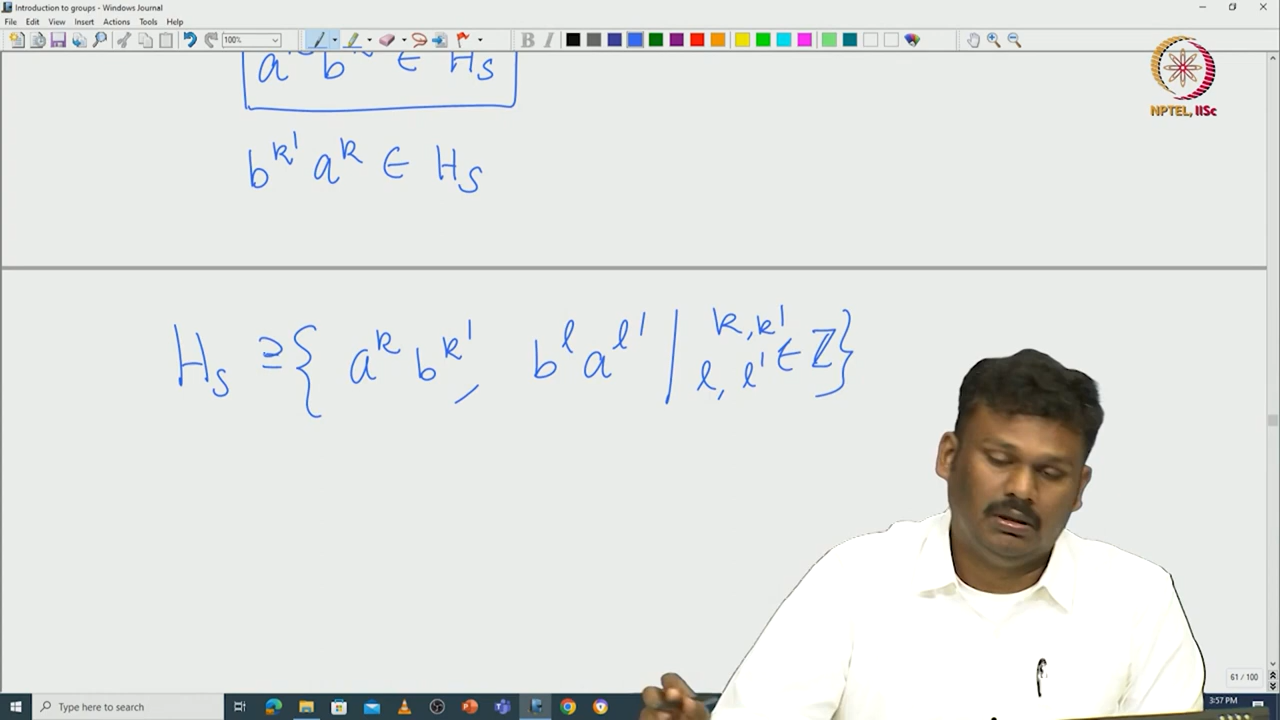 Introduction to groups - Windows Journal
File Edit View Insert Actions Tools Help
100%
B I
NPTEL, IISc
b^{k'} a^k ∈ H_S
H_S ⊇ { a^k b^{k'}, b^l a^{l'} | k, k' l, l' ∈ ℤ }
61 / 100
Type here to search
3:57 PM